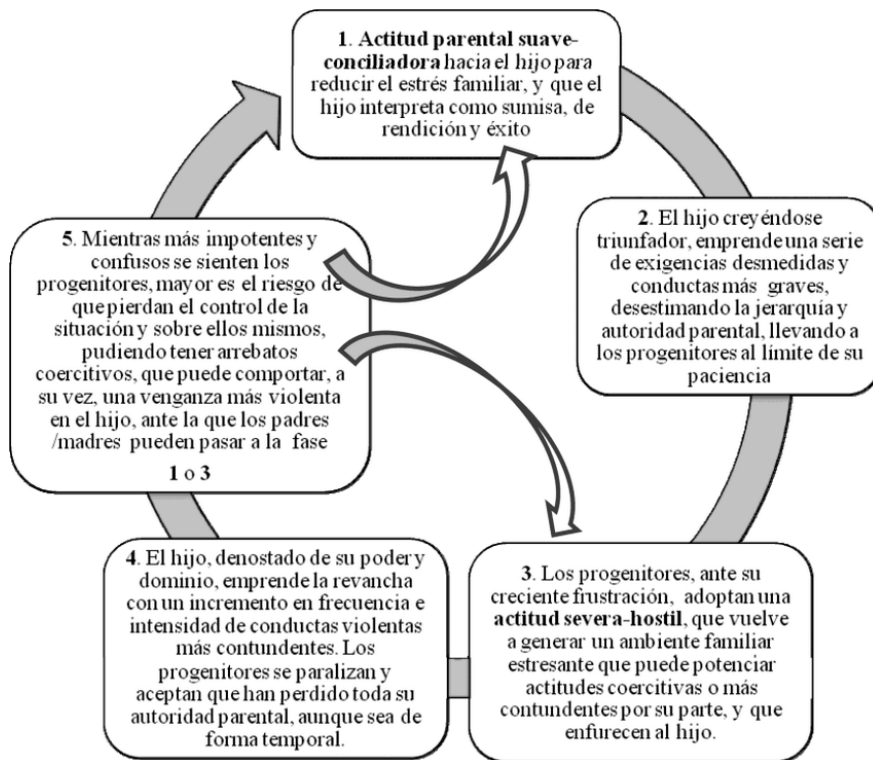 1. Actitud parental suave-
conciliadora hacia el hijo para
reducir el estrés familiar, y que el
hijo interpreta como sumisa, de
rendición y éxito
2. El hijo creyéndose
triunfador, emprende una serie
de exigencias desmedidas y
conductas más graves,
desestimando la jerarquía y
autoridad parental, llevando a
los progenitores al límite de su
paciencia
3. Los progenitores, ante su
creciente frustración, adoptan una
actitud severa-hostil, que vuelve
a generar un ambiente familiar
estresante que puede potenciar
actitudes coercitivas o más
contundentes por su parte, y que
enfurecen al hijo.
4. El hijo, denostado de su poder y
dominio, emprende la revancha
con un incremento en frecuencia e
intensidad de conductas violentas
más contundentes. Los
progenitores se paralizan y
aceptan que han perdido toda su
autoridad parental, aunque sea de
forma temporal.
5. Mientras más impotentes y
confusos se sienten los
progenitores, mayor es el riesgo de
que pierdan el control de la
situación y sobre ellos mismos,
pudiendo tener arrebatos
coercitivos, que puede comportar, a
su vez, una venganza más violenta
en el hijo, ante la que los padres
/madres pueden pasar a la fase
1 o 3